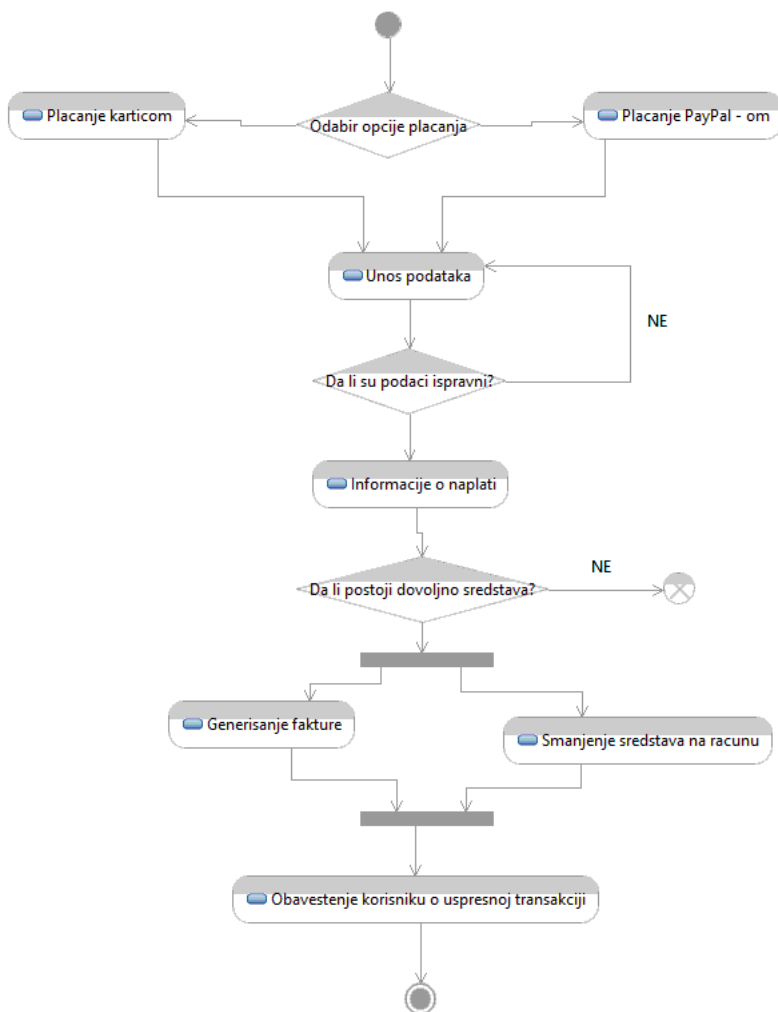 Odabir opcije placanja
Placanje karticom
Placanje PayPal - om
Unos podataka
NE
Da li su podaci ispravni?
Informacije o naplati
Da li postoji dovoljno sredstava?
NE
Generisanje fakture
Smanjenje sredstava na racunu
Obavestenje korisniku o uspresnoj transakciji